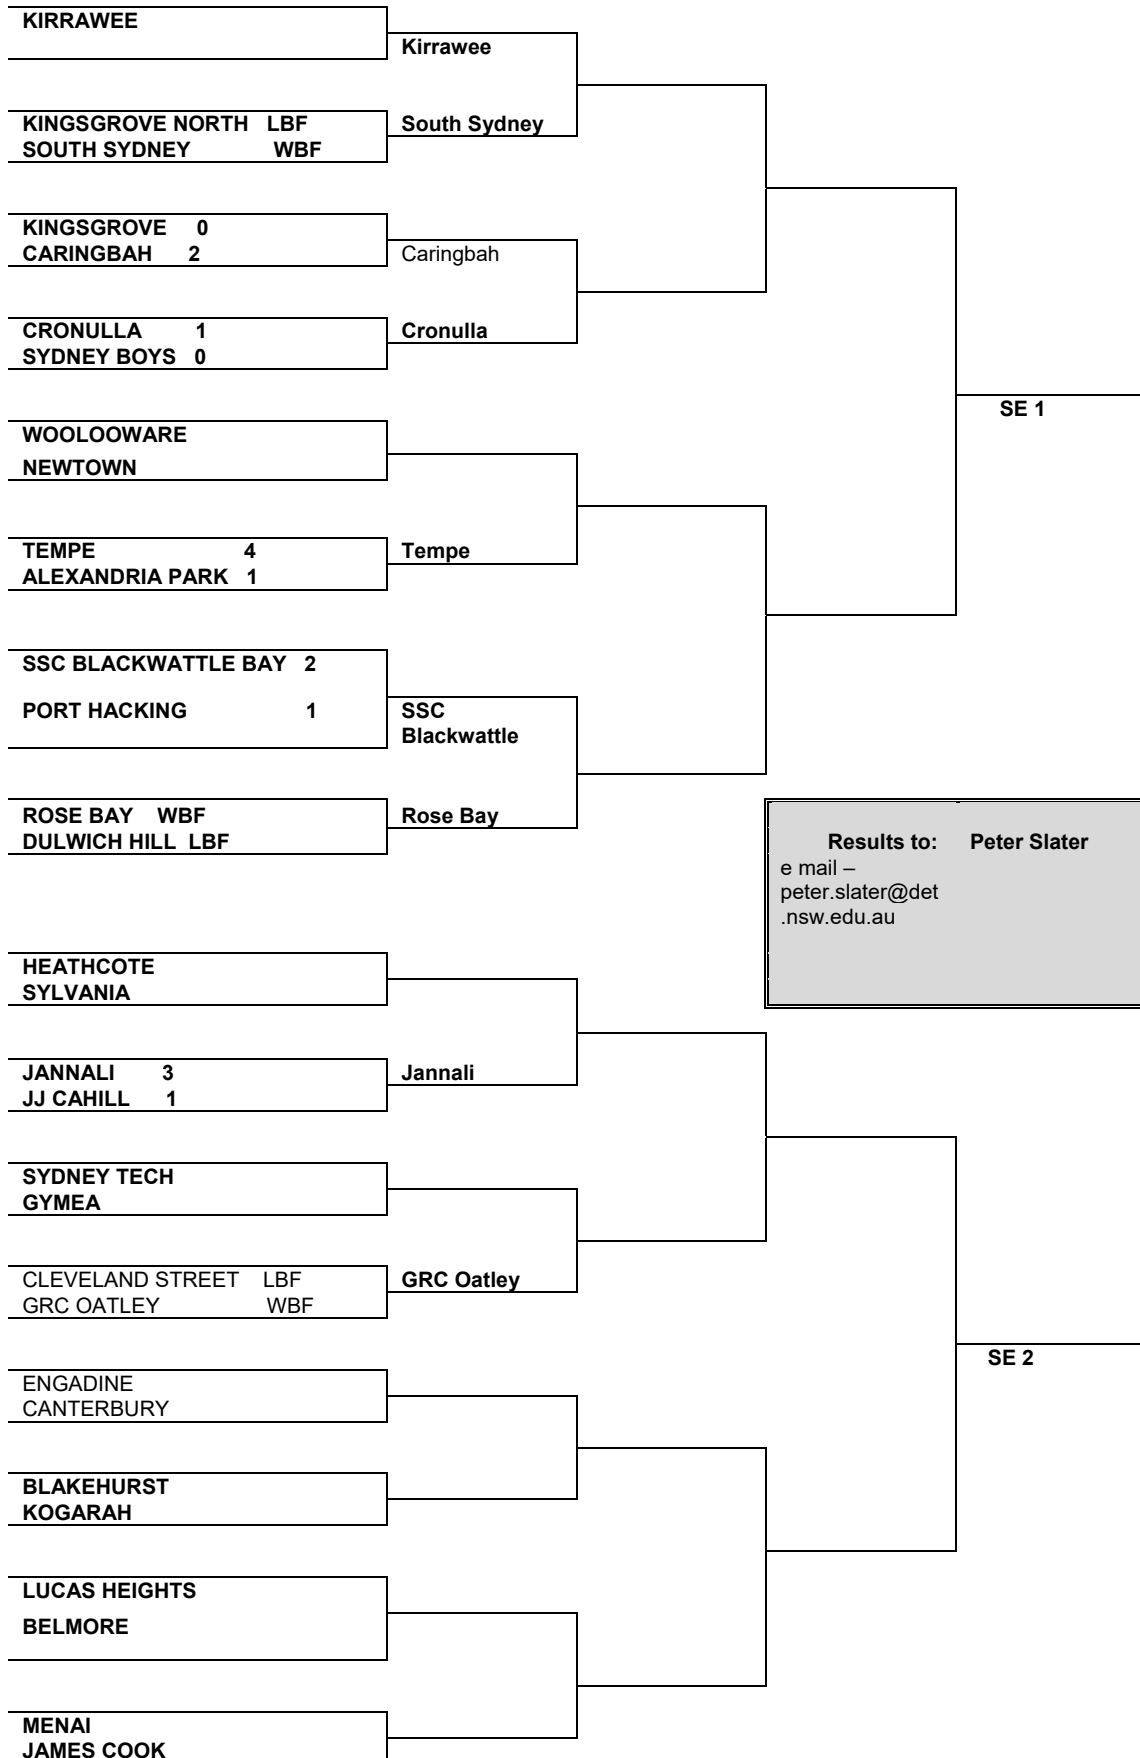 KIRRAWEE
Kirrawee
KINGSGROVE NORTH LBF
SOUTH SYDNEY WBF
South Sydney
KINGSGROVE 0
CARINGBAH 2
Caringbah
CRONULLA 1
SYDNEY BOYS 0
Cronulla
SE 1
WOOLOOWARE
NEWTOWN
TEMPE 4
ALEXANDRIA PARK 1
Tempe
SSC BLACKWATTLE BAY 2
PORT HACKING 1
SSC
Blackwattle
ROSE BAY WBF
DULWICH HILL LBF
Rose Bay
Results to: Peter Slater
e mail –
peter.slater@det
.nsw.edu.au
HEATHCOTE
SYLVANIA
JANNALI 3
JJ CAHILL 1
Jannali
SYDNEY TECH
GYMEA
CLEVELAND STREET LBF
GRC OATLEY WBF
GRC Oatley
SE 2
ENGADINE
CANTERBURY
BLAKEHURST
KOGARAH
LUCAS HEIGHTS
BELMORE
MENAI
JAMES COOK